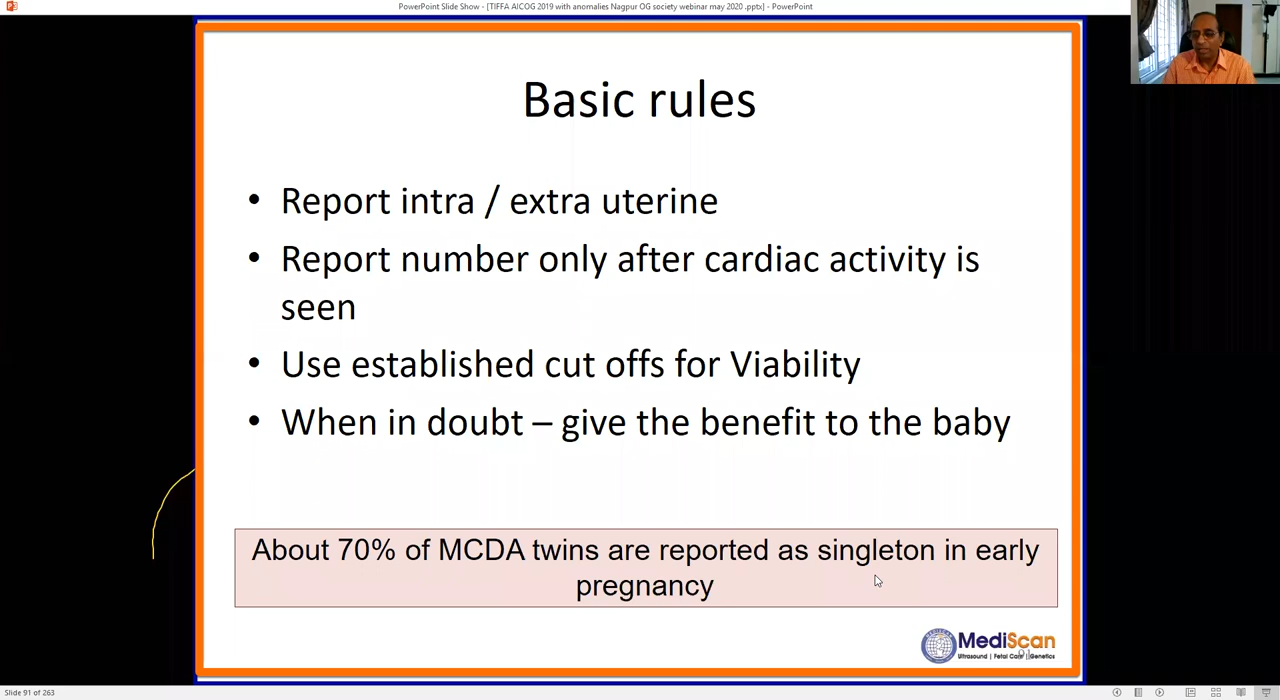 PowerPoint Slide Show - [TIFFA AICOG 2019 with anomalies Nagpur OG society webinar may 2020 .pptx] - PowerPoint
Basic rules
• Report intra / extra uterine
• Report number only after cardiac activity is
seen
• Use established cut offs for Viability
• When in doubt – give the benefit to the baby
About 70% of MCDA twins are reported as singleton in early
pregnancy
MediScan
Ultrasound | Fetal Care | Genetics
Slide 91 of 263